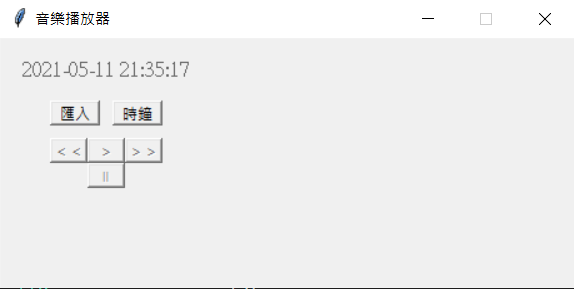 音樂播放器
2021-05-11 21:35:17
匯入 時鐘
< < > > >
||